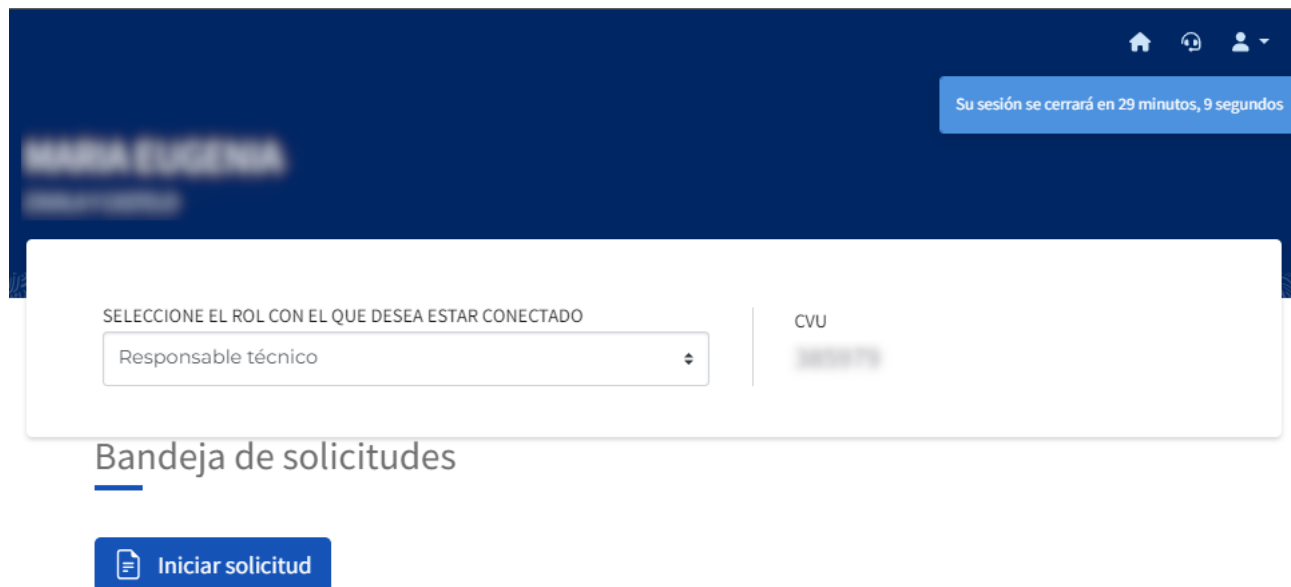 Su sesión se cerrará en 29 minutos, 9 segundos
SELECCIONE EL ROL CON EL QUE DESEA ESTAR CONECTADO
Responsable técnico
CVU
Bandeja de solicitudes
Iniciar solicitud